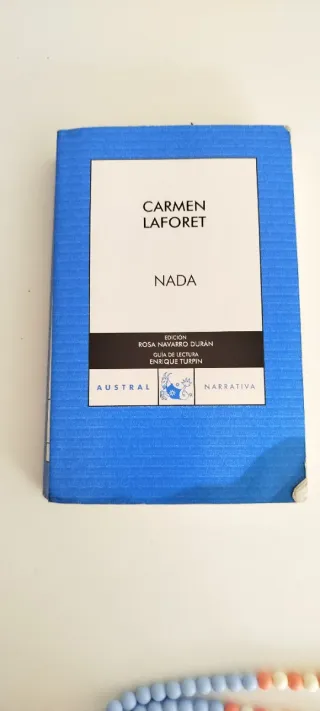 CARMEN
LAFORET
NADA
EDICIÓN
ROSA NAVARRO DURÁN
GUÍA DE LECTURA
ENRIQUE TURPIN
AUSTRAL NARRATIVA